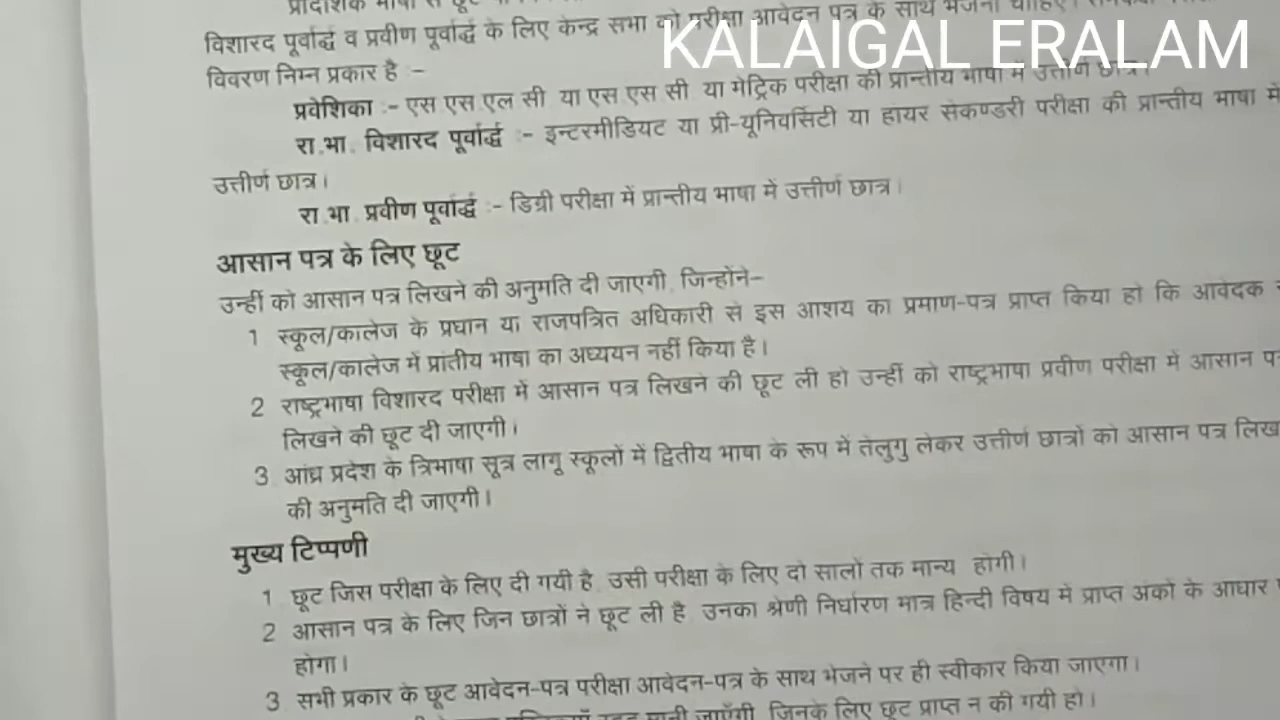 प्रादेशिक भाषा से छूट
KALAIGAL ERALAM
विशारद पूर्वार्द्ध व प्रवीण पूर्वार्द्ध के लिए केन्द्र सभा को परीक्षा आवेदन पत्र के साथ भेजना चाहिए।
विवरण निम्न प्रकार है :-
प्रवेशिका :- एस एस एल सी या एस एस सी या मेट्रिक परीक्षा की प्रान्तीय भाषा में उत्तीर्ण छात्र।
रा.भा. विशारद पूर्वार्द्ध :- इन्टरमीडियट या प्री-यूनिवर्सिटी या हायर सेकण्डरी परीक्षा की प्रान्तीय भाषा में
उत्तीर्ण छात्र।
रा.भा. प्रवीण पूर्वार्द्ध :- डिग्री परीक्षा में प्रान्तीय भाषा में उत्तीर्ण छात्र।
आसान पत्र के लिए छूट
उन्हीं को आसान पत्र लिखने की अनुमति दी जाएगी, जिन्होंने-
1 स्कूल/कालेज के प्रधान या राजपत्रित अधिकारी से इस आशय का प्रमाण-पत्र प्राप्त किया हो कि आवेदक
स्कूल/कालेज में प्रांतीय भाषा का अध्ययन नहीं किया है।
2 राष्ट्रभाषा विशारद परीक्षा में आसान पत्र लिखने की छूट ली हो उन्हीं को राष्ट्रभाषा प्रवीण परीक्षा में आसान
लिखने की छूट दी जाएगी।
3 आंध्र प्रदेश के त्रिभाषा सूत्र लागू स्कूलों में द्वितीय भाषा के रूप में तेलुगु लेकर उत्तीर्ण छात्रों को आसान पत्र लिख
की अनुमति दी जाएगी।
मुख्य टिप्पणी
1 छूट जिस परीक्षा के लिए दी गयी है, उसी परीक्षा के लिए दो सालों तक मान्य होगी।
2 आसान पत्र के लिए जिन छात्रों ने छूट ली है, उनका श्रेणी निर्धारण मात्र हिन्दी विषय में प्राप्त अंकों के आधार
होगा।
3 सभी प्रकार के छूट आवेदन-पत्र परीक्षा आवेदन-पत्र के साथ भेजने पर ही स्वीकार किया जाएगा।
मानी जाएँगी, जिनके लिए छूट प्राप्त न की गयी हो।